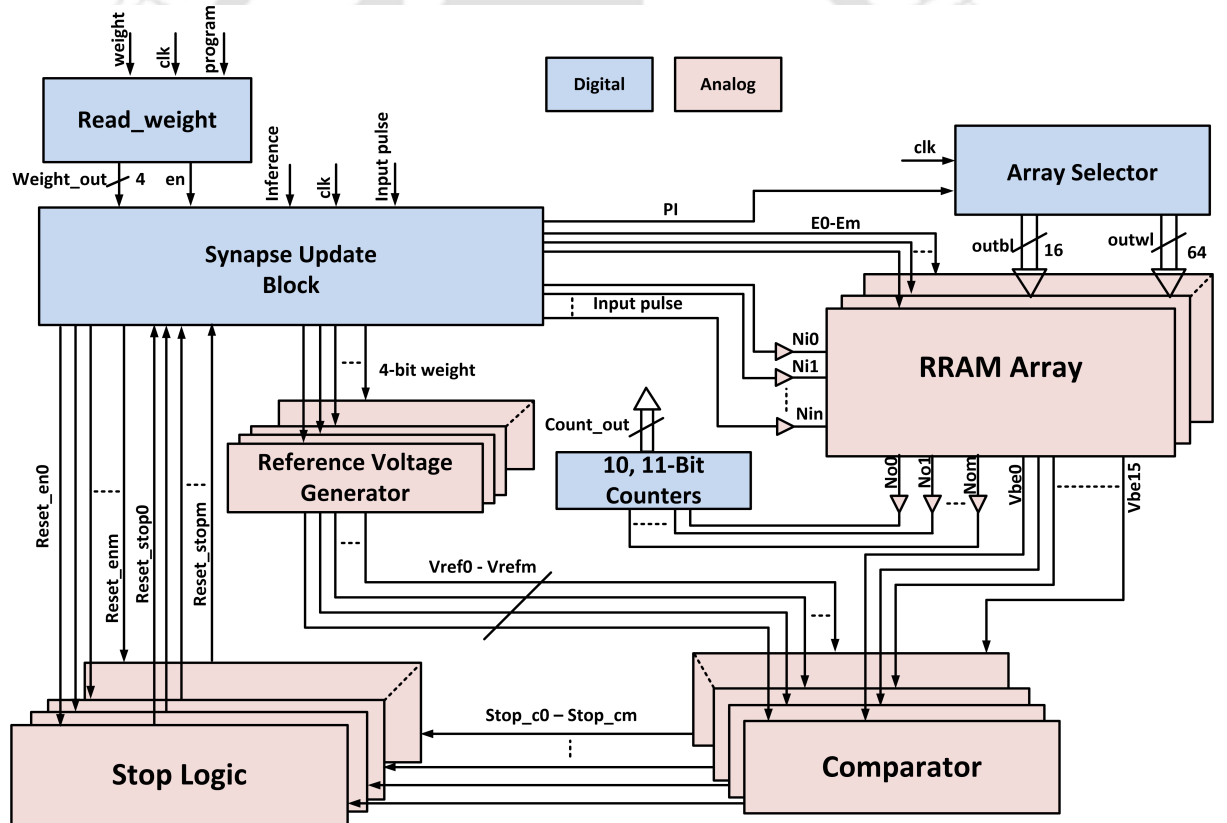 weight
clk
program
Read_weight
Digital
Analog
Weight_out
4
en
Inference
clk
Input pulse
clk
Array Selector
PI
E0-Em
outbl
16
outwl
64
Synapse Update
Block
Input pulse
Ni0
Ni1
Nin
RRAM Array
4-bit weight
Count_out
Reference Voltage
Generator
10, 11-Bit
Counters
No0
No1
Nom
Vbe0
Vbe15
Reset_en0
Reset_enm
Reset_stop0
Reset_stopm
Vref0 - Vrefm
Stop_c0 – Stop_cm
Stop Logic
Comparator